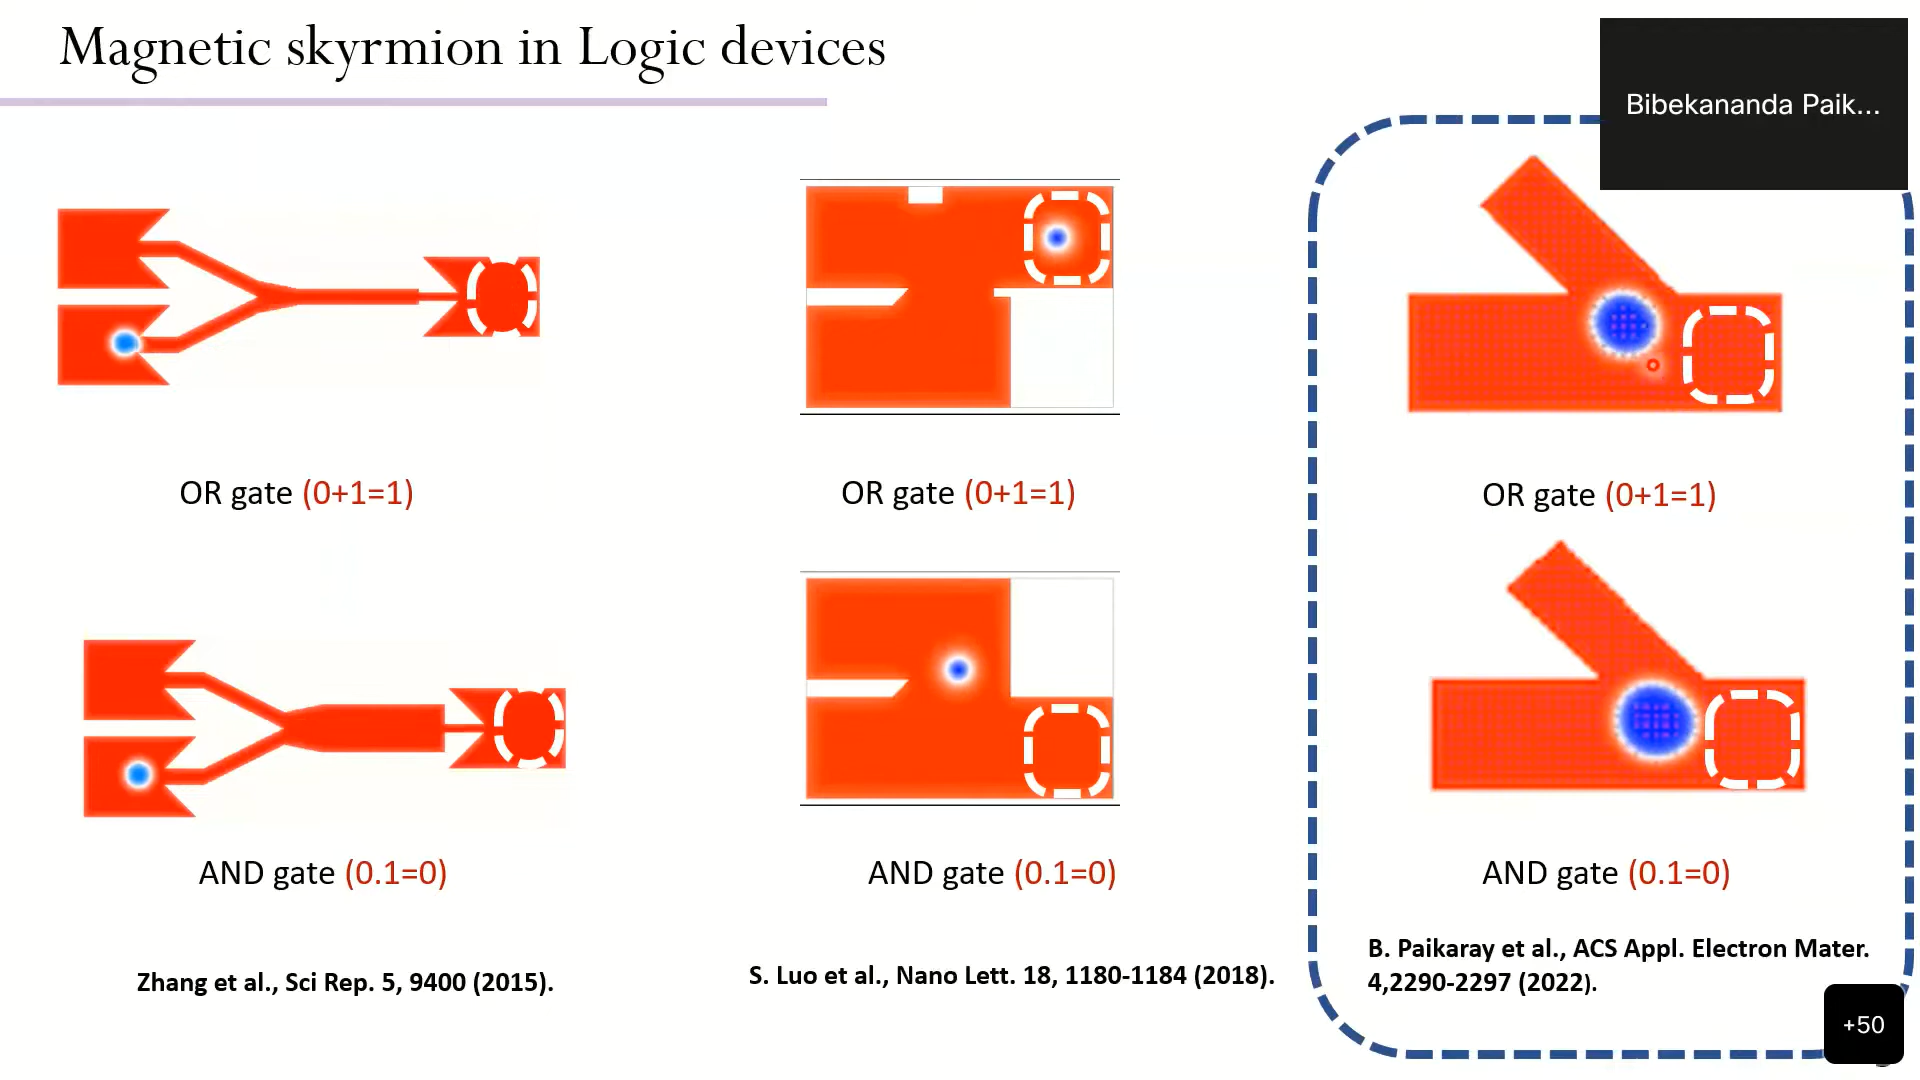 Magnetic skyrmion in Logic devices
Bibekananda Paik...
OR gate (0+1=1)
OR gate (0+1=1)
OR gate (0+1=1)
AND gate (0.1=0)
AND gate (0.1=0)
AND gate (0.1=0)
Zhang et al., Sci Rep. 5, 9400 (2015).
S. Luo et al., Nano Lett. 18, 1180-1184 (2018).
B. Paikaray et al., ACS Appl. Electron Mater.
4,2290-2297 (2022).
+50